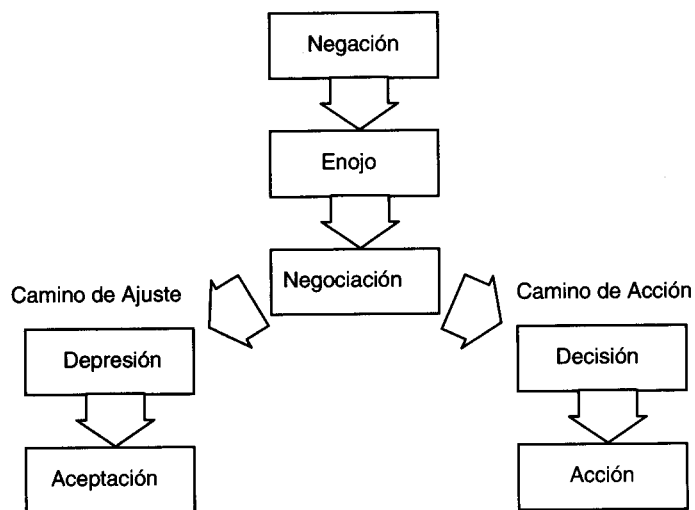 Negación
Enojo
Negociación
Camino de Ajuste
Camino de Acción
Depresión
Decisión
Aceptación
Acción